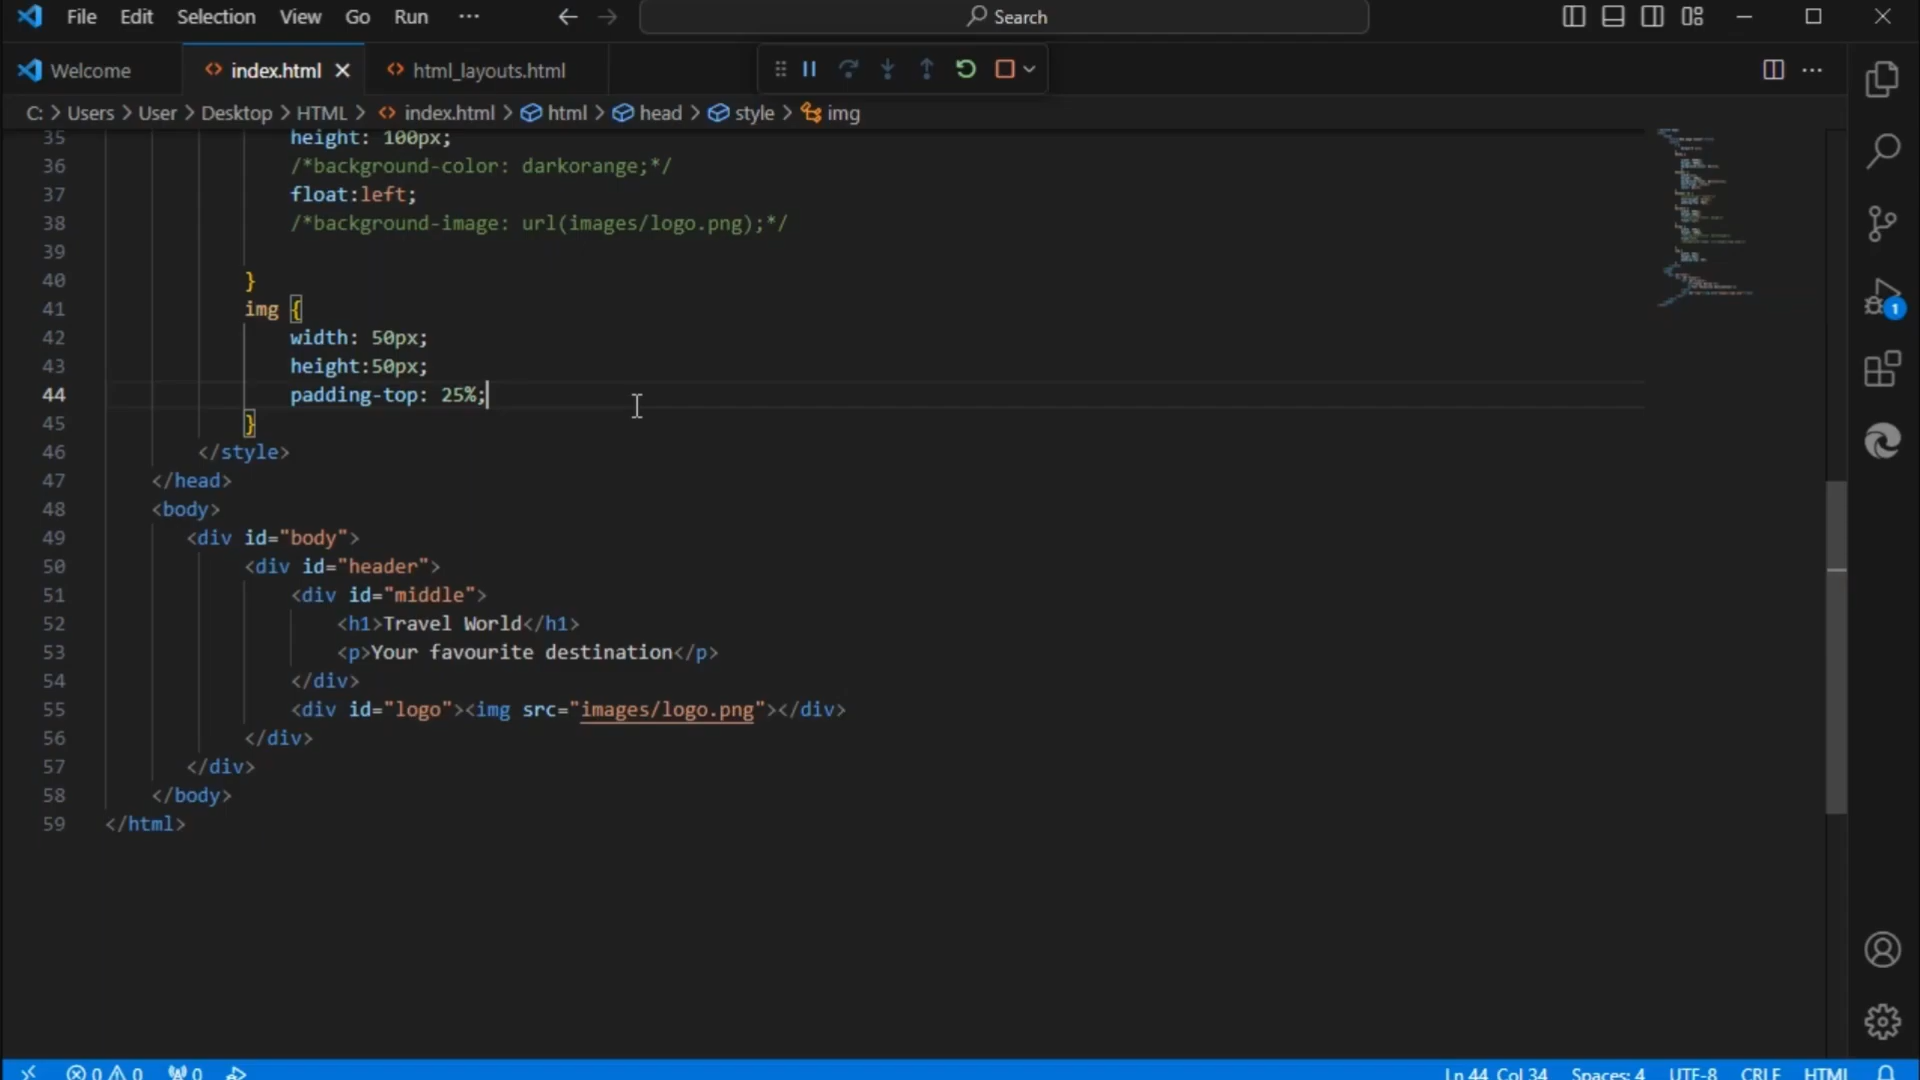 File Edit Selection View Go Run ··· Search
Welcome index.html html_layouts.html
C: > Users > User > Desktop > HTML > index.html > html > head > style > img
35 height: 100px;
36 /*background-color: darkorange;*/
37 float:left;
38 /*background-image: url(images/logo.png);*/
39
40 }
41 img {
42 width: 50px;
43 height:50px;
44 padding-top: 25%;
45 }
46 </style>
47 </head>
48 <body>
49 <div id="body">
50 <div id="header">
51 <div id="middle">
52 <h1>Travel World</h1>
53 <p>Your favourite destination</p>
54 </div>
55 <div id="logo"><img src="images/logo.png"></div>
56 </div>
57 </div>
58 </body>
59 </html>
1
0 0 0 Ln 44, Col 34 Spaces: 4 UTF-8 CRLF HTML